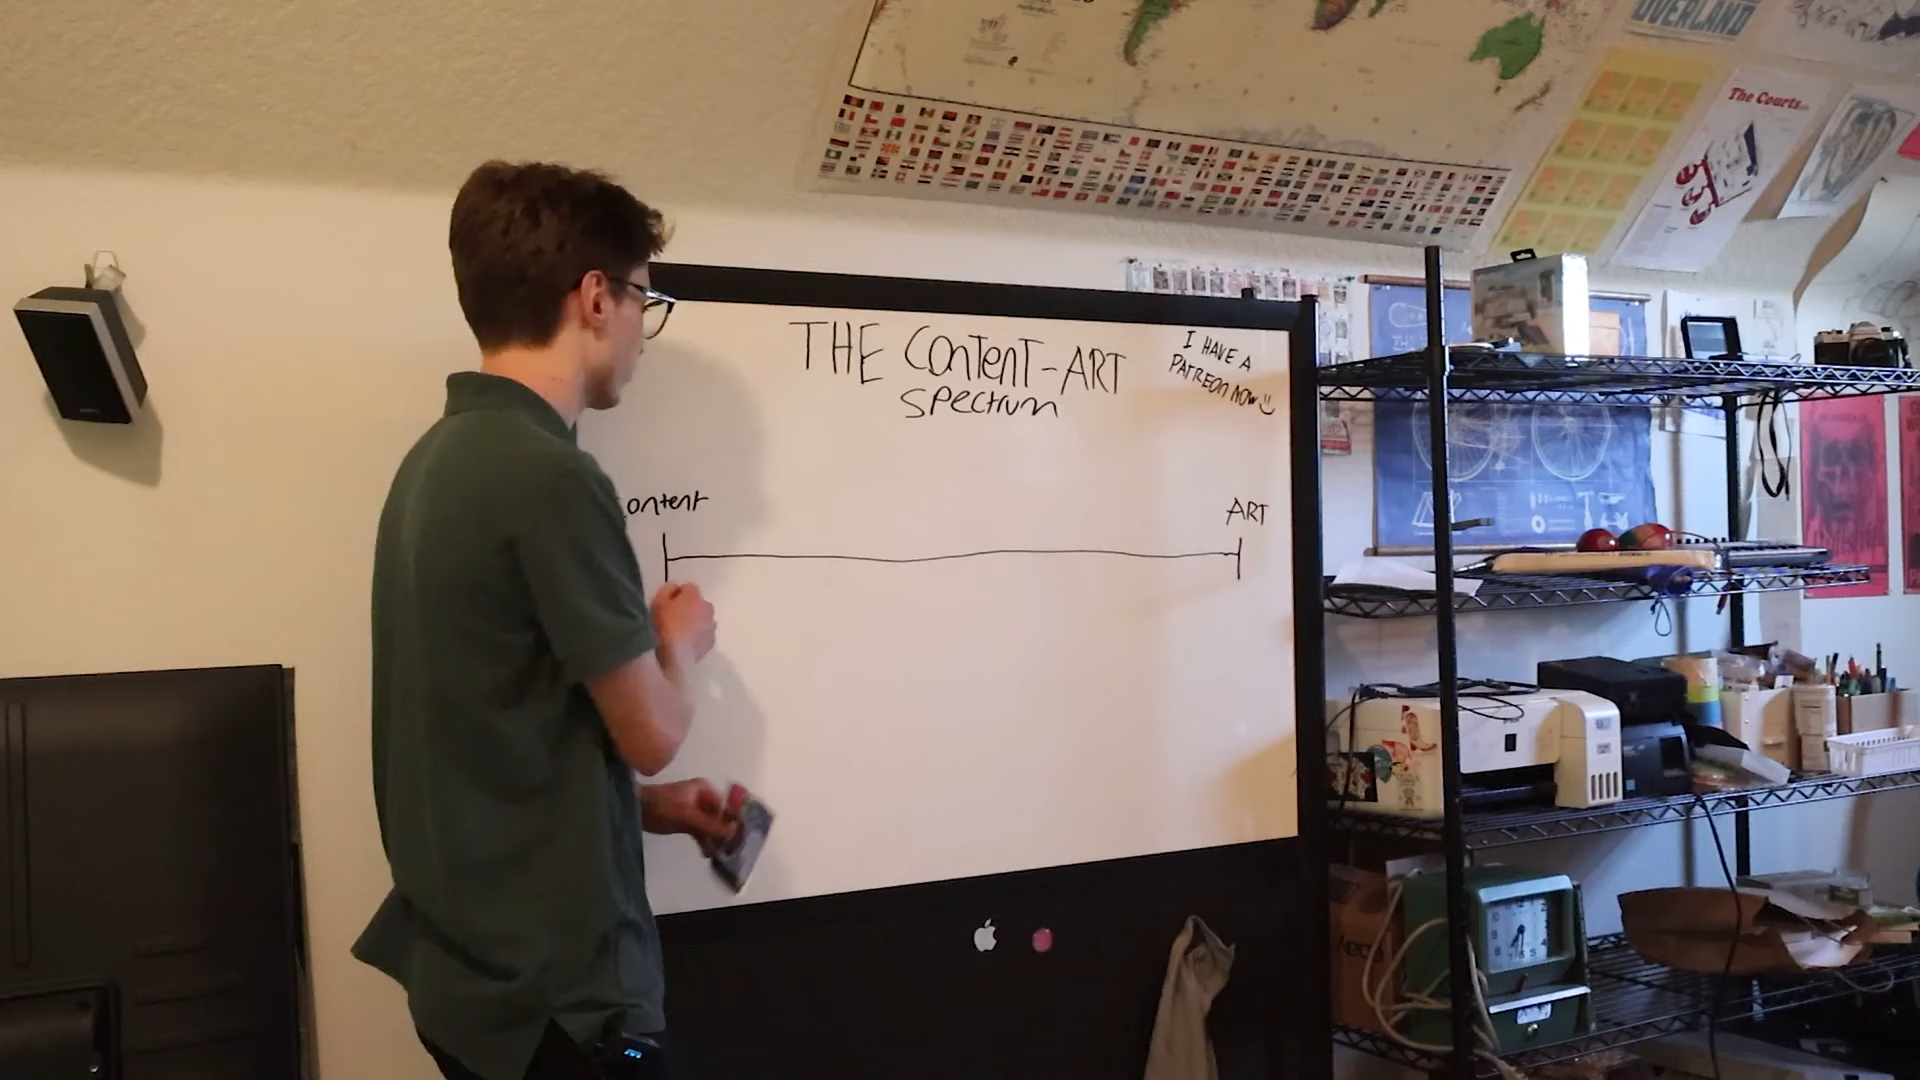 OVERLAND
The Courts
THE CONTENT-ART
SPECTRUM
I HAVE A
PATREON NOW
ontent
ART